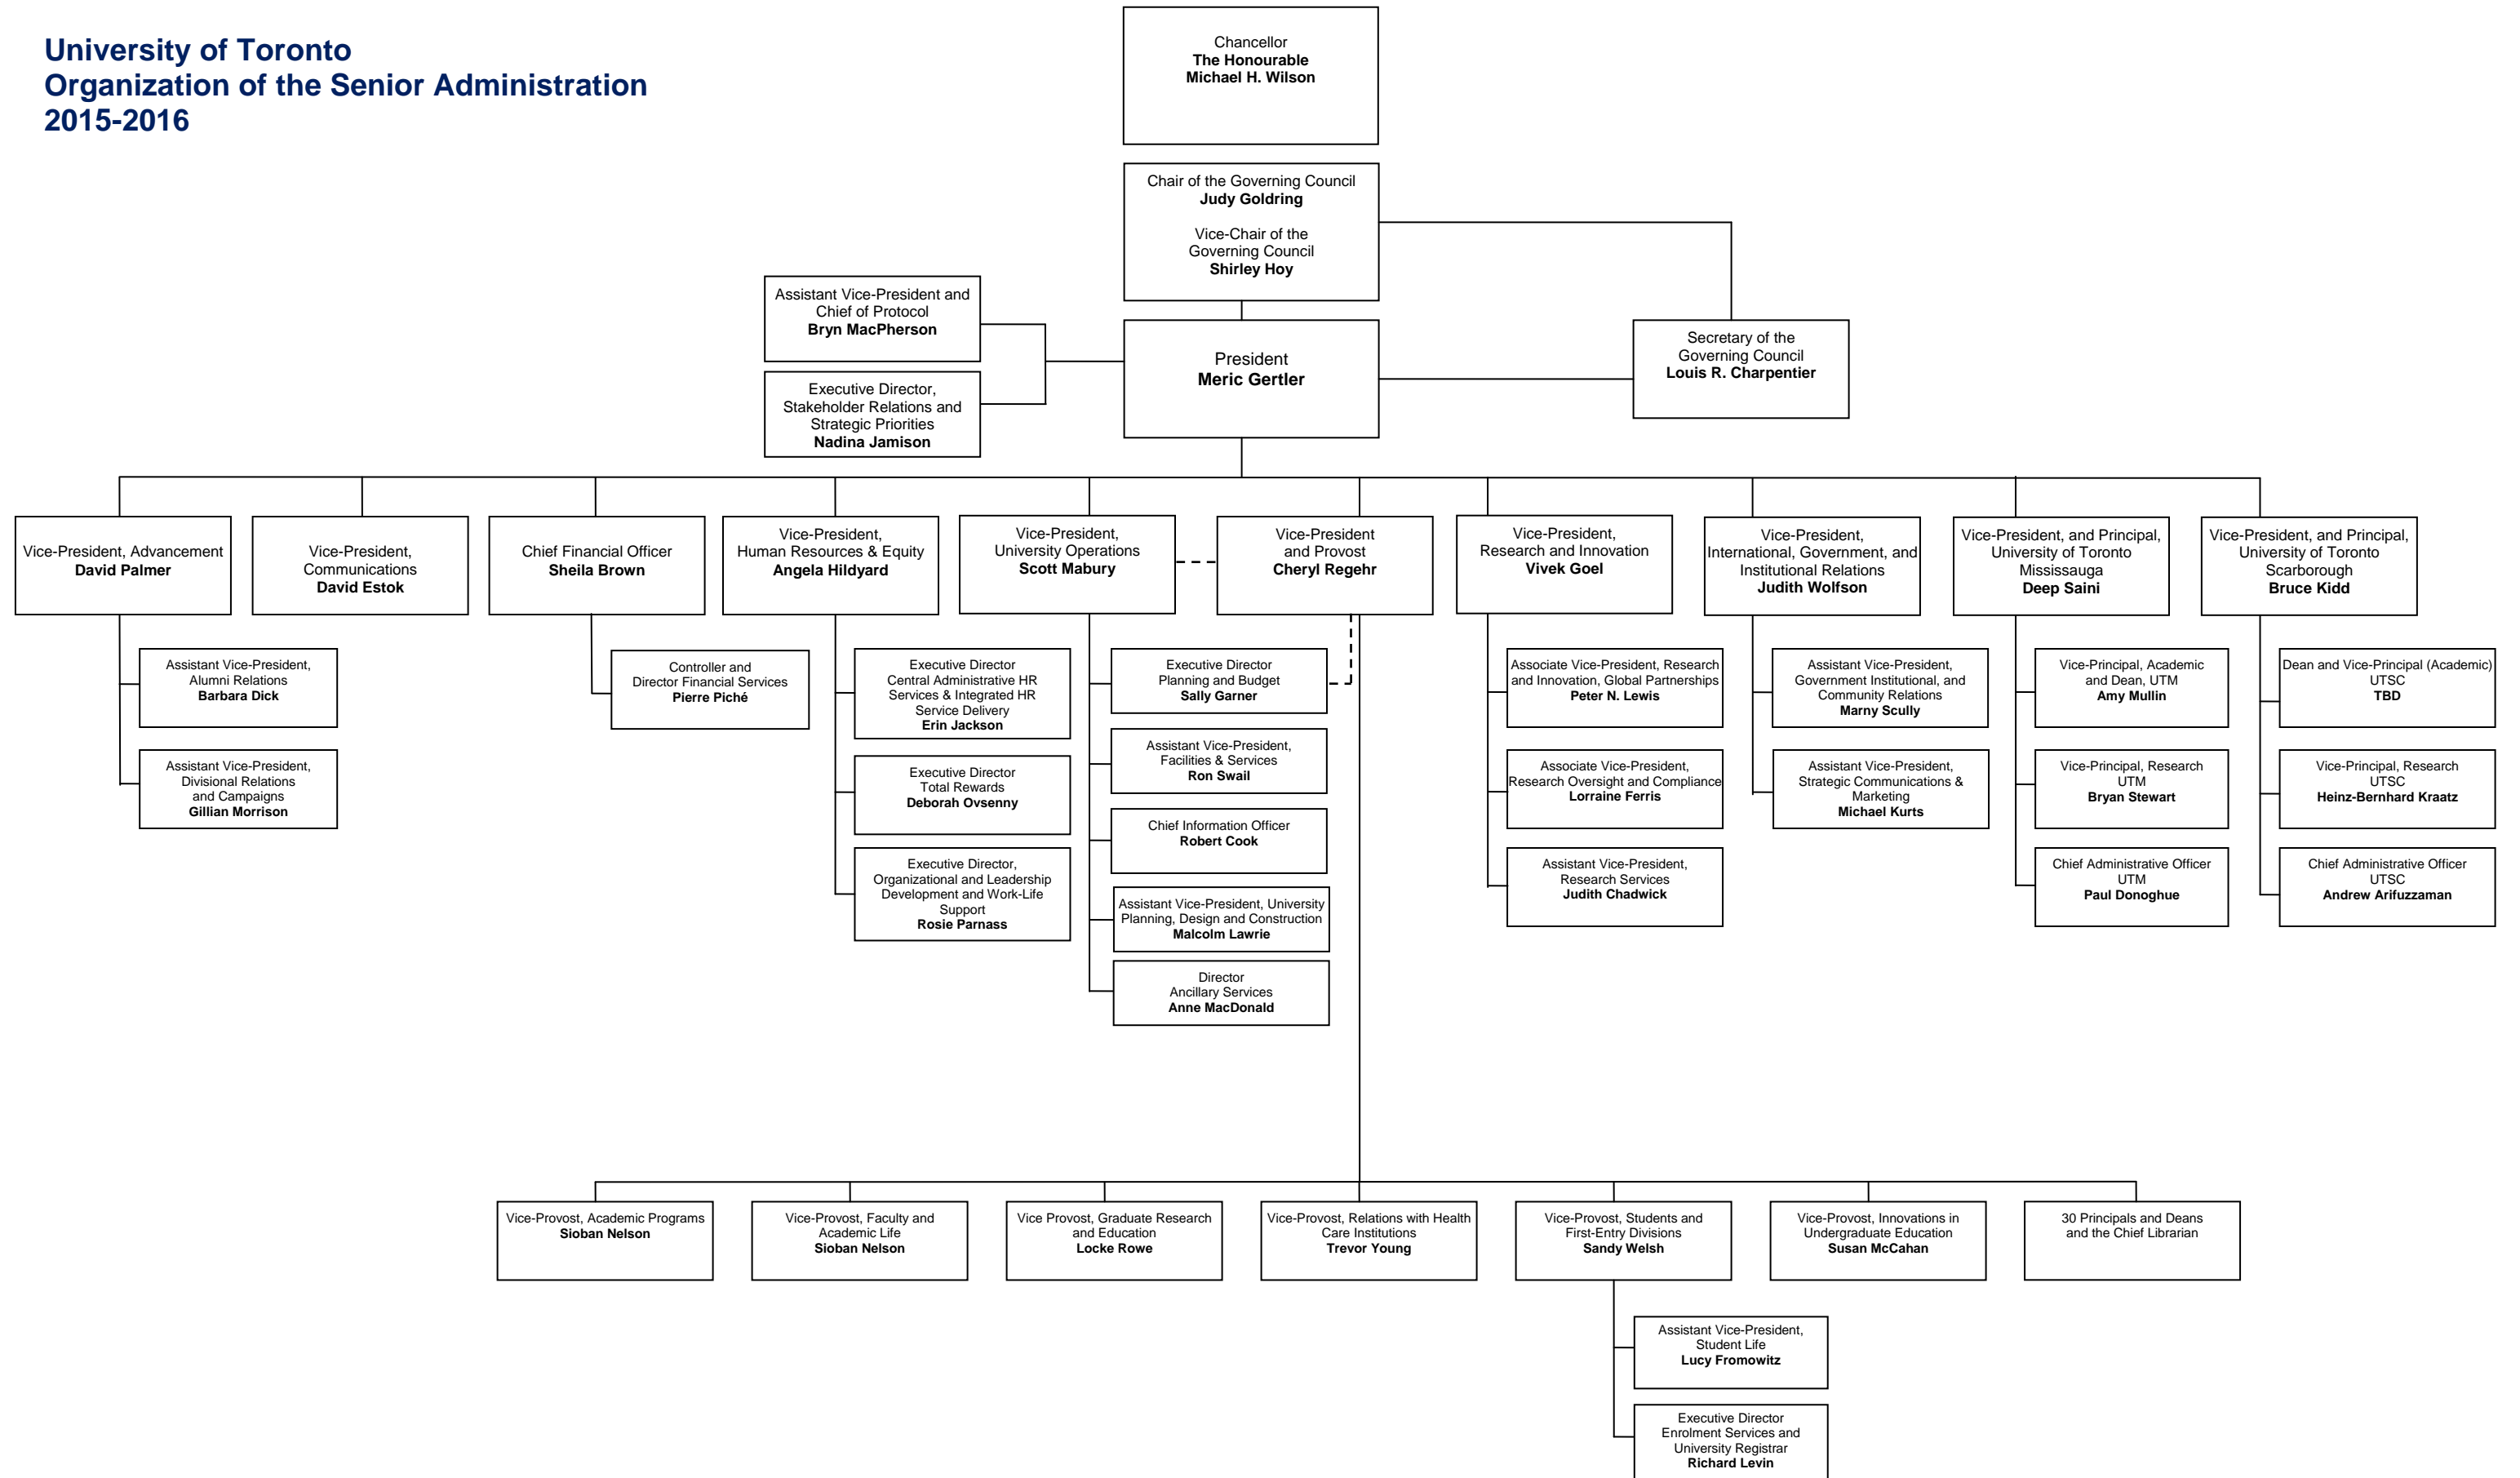 University of Toronto
Organization of the Senior Administration
2015-2016
Chancellor
The Honourable
Michael H. Wilson
Chair of the Governing Council
Judy Goldring
Vice-Chair of the
Governing Council
Shirley Hoy
Assistant Vice-President and
Chief of Protocol
Bryn MacPherson
Executive Director,
Stakeholder Relations and
Strategic Priorities
Nadina Jamison
President
Meric Gertler
Secretary of the
Governing Council
Louis R. Charpentier
Vice-President, Advancement
David Palmer
Vice-President,
Communications
David Estok
Chief Financial Officer
Sheila Brown
Vice-President,
Human Resources & Equity
Angela Hildyard
Vice-President,
University Operations
Scott Mabury
Vice-President
and Provost
Cheryl Regehr
Vice-President,
Research and Innovation
Vivek Goel
Vice-President,
International, Government, and
Institutional Relations
Judith Wolfson
Vice-President, and Principal,
University of Toronto
Mississauga
Deep Saini
Vice-President, and Principal,
University of Toronto
Scarborough
Bruce Kidd
Assistant Vice-President,
Alumni Relations
Barbara Dick
Assistant Vice-President,
Divisional Relations
and Campaigns
Gillian Morrison
Controller and
Director Financial Services
Pierre Piché
Executive Director
Central Administrative HR
Services & Integrated HR
Service Delivery
Erin Jackson
Executive Director
Total Rewards
Deborah Ovsenny
Executive Director,
Organizational and Leadership
Development and Work-Life
Support
Rosie Parnass
Executive Director
Planning and Budget
Sally Garner
Assistant Vice-President,
Facilities & Services
Ron Swail
Chief Information Officer
Robert Cook
Assistant Vice-President, University
Planning, Design and Construction
Malcolm Lawrie
Director
Ancillary Services
Anne MacDonald
Associate Vice-President, Research
and Innovation, Global Partnerships
Peter N. Lewis
Associate Vice-President,
Research Oversight and Compliance
Lorraine Ferris
Assistant Vice-President,
Research Services
Judith Chadwick
Assistant Vice-President,
Government Institutional, and
Community Relations
Marny Scully
Assistant Vice-President,
Strategic Communications &
Marketing
Michael Kurts
Vice-Principal, Academic
and Dean, UTM
Amy Mullin
Vice-Principal, Research
UTM
Bryan Stewart
Chief Administrative Officer
UTM
Paul Donoghue
Dean and Vice-Principal (Academic)
UTSC
TBD
Vice-Principal, Research
UTSC
Heinz-Bernhard Kraatz
Chief Administrative Officer
UTSC
Andrew Arifuzzaman
Vice-Provost, Academic Programs
Sioban Nelson
Vice-Provost, Faculty and
Academic Life
Sioban Nelson
Vice Provost, Graduate Research
and Education
Locke Rowe
Vice-Provost, Relations with Health
Care Institutions
Trevor Young
Vice-Provost, Students and
First-Entry Divisions
Sandy Welsh
Vice-Provost, Innovations in
Undergraduate Education
Susan McCahan
30 Principals and Deans
and the Chief Librarian
Assistant Vice-President,
Student Life
Lucy Fromowitz
Executive Director
Enrolment Services and
University Registrar
Richard Levin